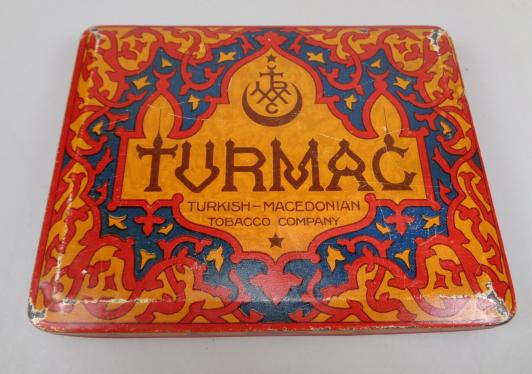 TURMAC
TURKISH-MACEDONIAN
TOBACCO COMPANY